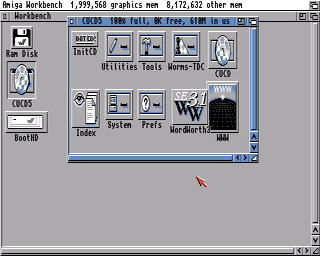 Amiga Workbench 1,999,568 graphics mem 8,172,632 other mem
Workbench
CUCD5 100% full, 0K free, 610M in us
Ram Disk
CUCD5
BootHD
INITCD!
InitCD Utilities Tools Worms-TDC CUCD
SE 3.1
WW
WWW
Index System Prefs WordWorth3 WWW